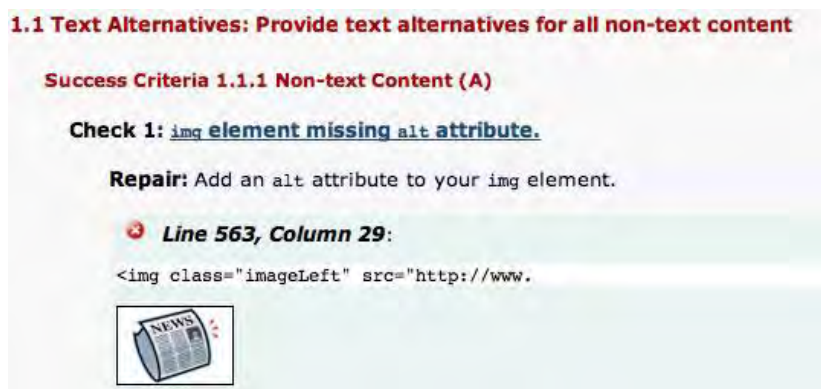 1.1 Text Alternatives: Provide text alternatives for all non-text content
Success Criteria 1.1.1 Non-text Content (A)
Check 1: img element missing alt attribute.
Repair: Add an alt attribute to your img element.
Line 563, Column 29:
<img class="imageLeft" src="http://www.
NEWS